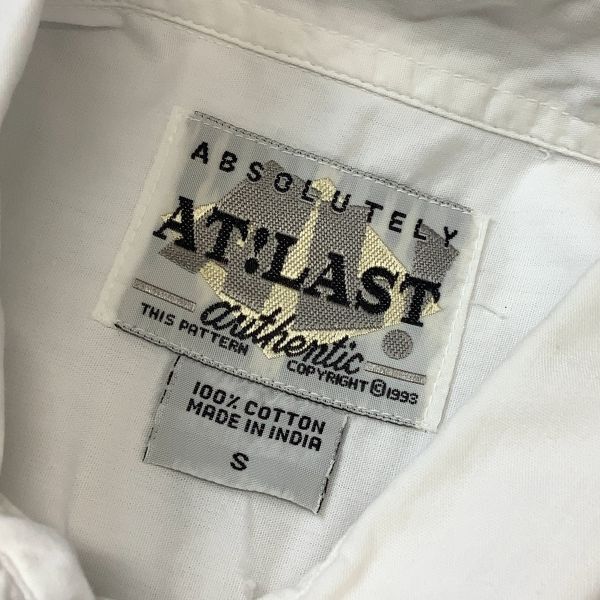 ABSOLUTELY
AT!LAST
authentic
THIS PATTERN COPYRIGHT ©1993
100% COTTON
MADE IN INDIA
S